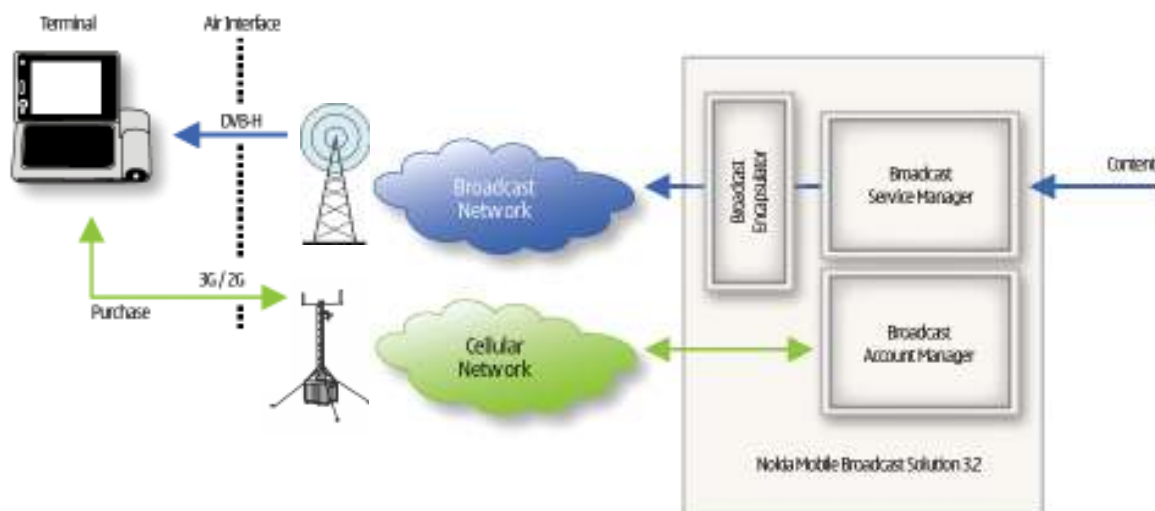 Terminal
Air Interface
DVB-H
Broadcast
Network
Broadcast
Encapsulator
Broadcast
Service Manager
Content
3G / 2G
Purchase
Cellular
Network
Broadcast
Account Manager
Nokia Mobile Broadcast Solution 3.2